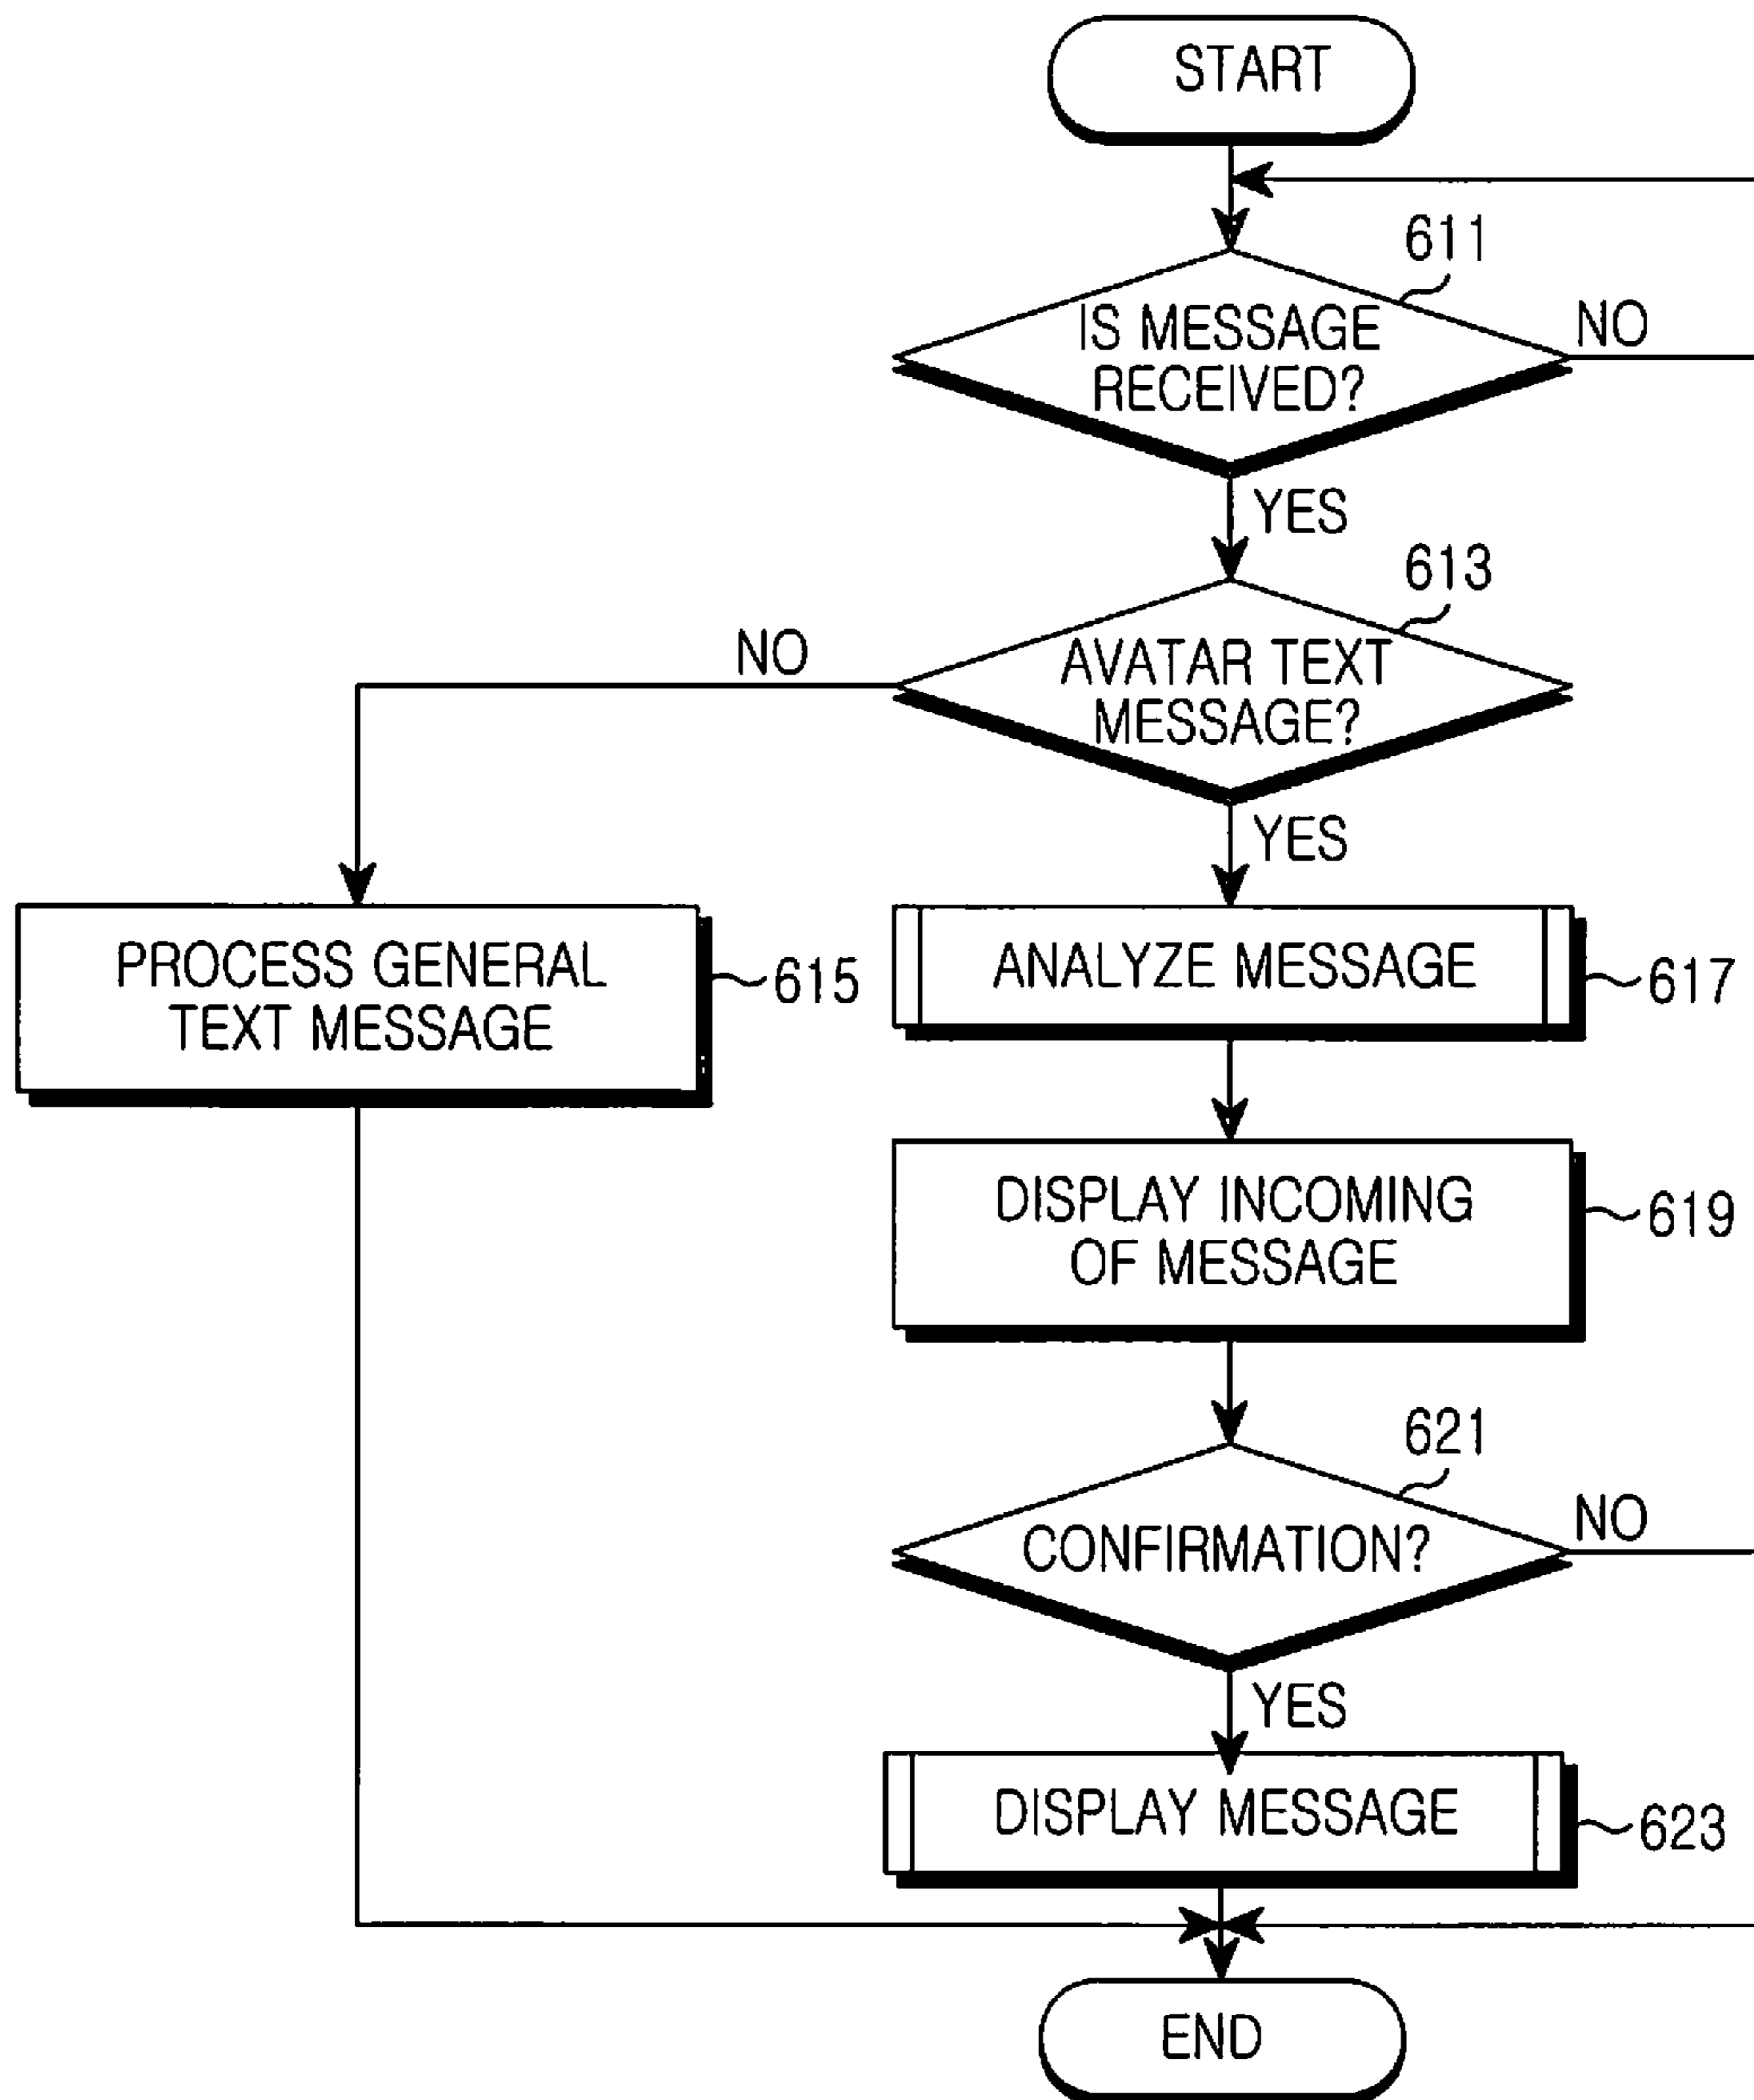 START
611
IS MESSAGE
RECEIVED?
NO
YES
613
NO
AVATAR TEXT
MESSAGE?
YES
PROCESS GENERAL
TEXT MESSAGE
615
ANALYZE MESSAGE
617
DISPLAY INCOMING
OF MESSAGE
619
621
CONFIRMATION?
NO
YES
DISPLAY MESSAGE
623
END